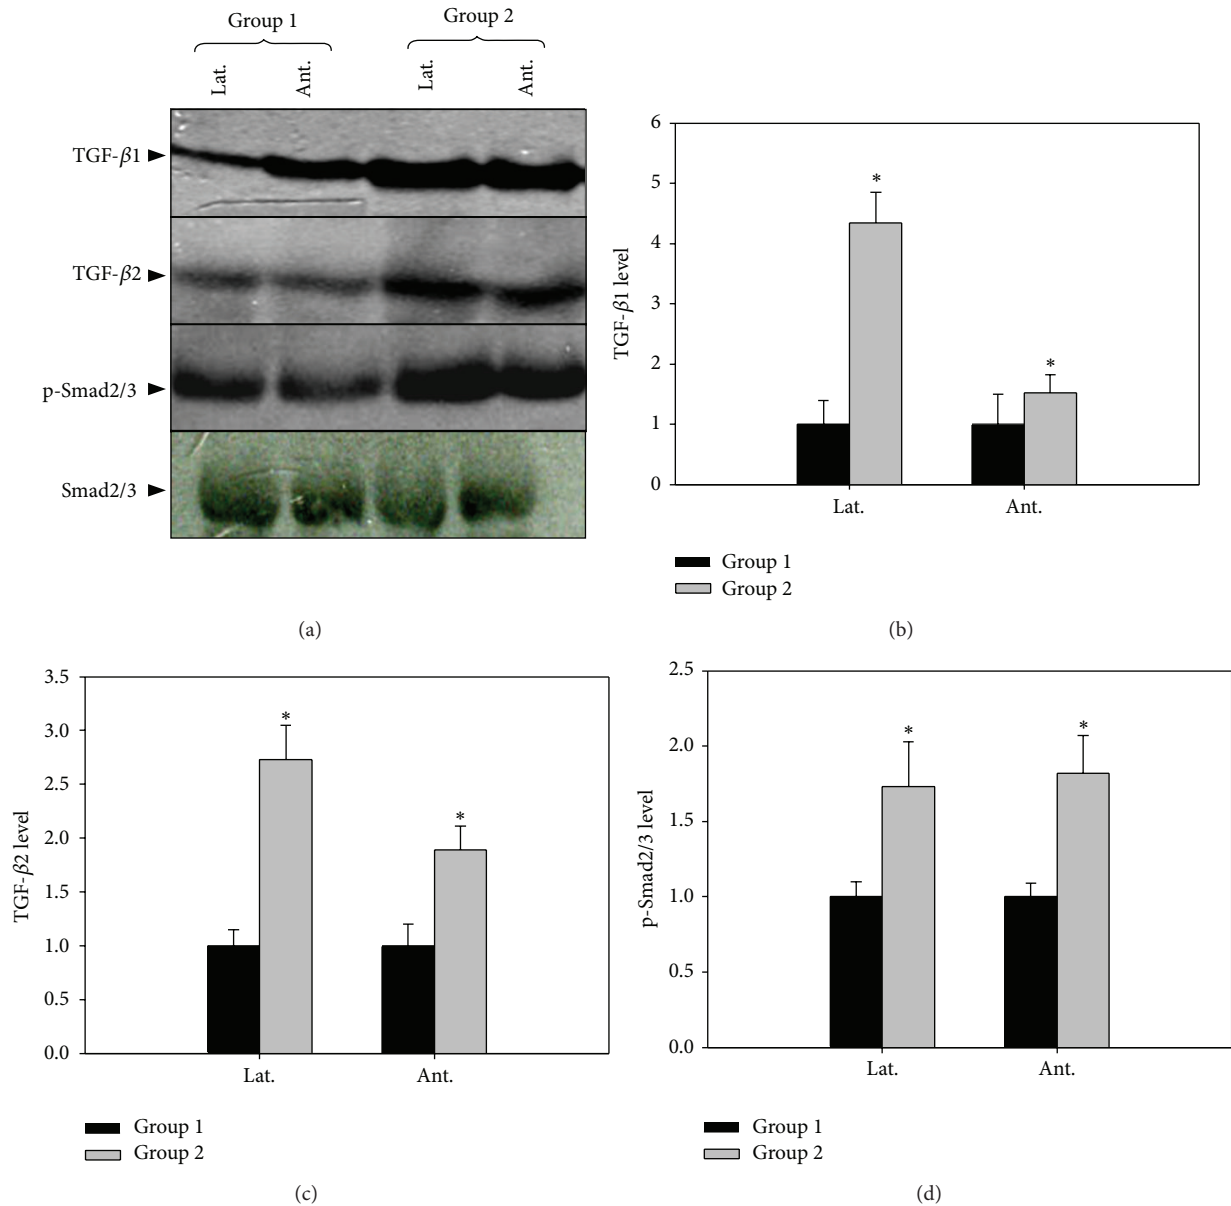 Group 1
Group 2
Lat.
Ant.
Lat.
Ant.
TGF-β1
TGF-β2
p-Smad2/3
Smad2/3
(a)
6
5
4
3
2
1
0
TGF-β1 level
*
*
Lat.
Ant.
Group 1
Group 2
(b)
3.5
3.0
2.5
2.0
1.5
1.0
0.5
0.0
TGF-β2 level
*
*
Lat.
Ant.
Group 1
Group 2
(c)
2.5
2.0
1.5
1.0
0.5
0.0
p-Smad2/3 level
*
*
Lat.
Ant.
Group 1
Group 2
(d)